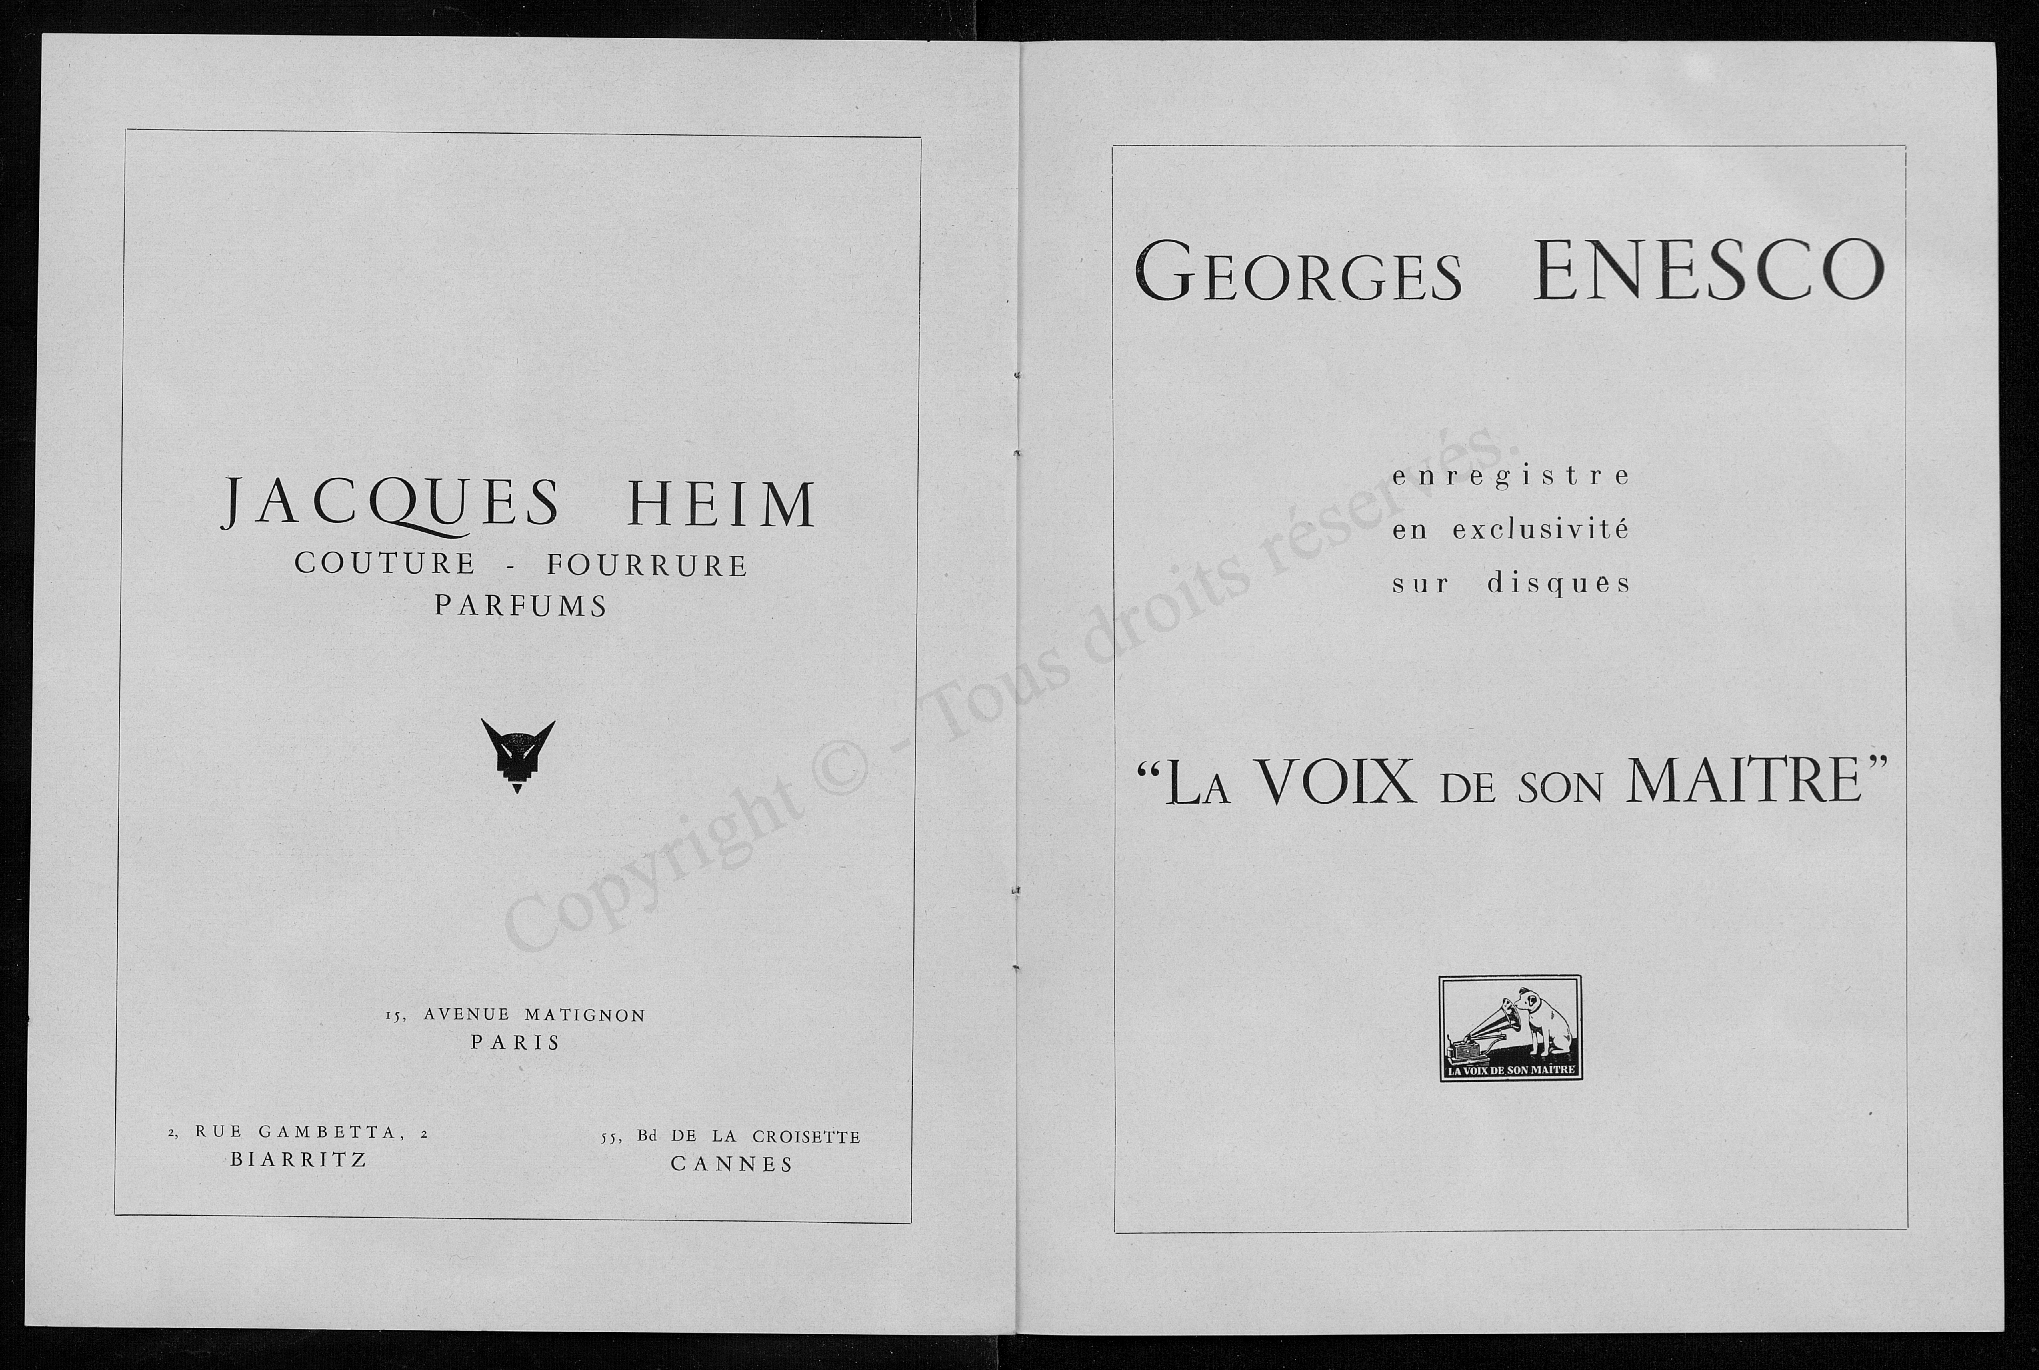 JACQUES HEIM
COUTURE - FOURRURE
PARFUMS
15, AVENUE MATIGNON
PARIS
2, RUE GAMBETTA, 2
BIARRITZ
55, Bd DE LA CROISETTE
CANNES
GEORGES ENESCO
enregistre
en exclusivité
sur disques
“LA VOIX DE SON MAITRE”
LA VOIX DE SON MAÎTRE
Copyright © - Tous droits réservés.